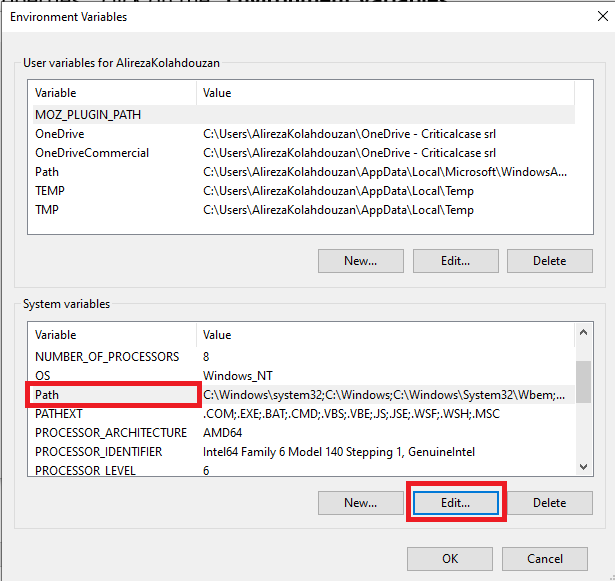 Environment Variables
User variables for AlirezaKolahdouzan
Variable Value
MOZ_PLUGIN_PATH
OneDrive C:\Users\AlirezaKolahdouzan\OneDrive - Criticalcase srl
OneDriveCommercial C:\Users\AlirezaKolahdouzan\OneDrive - Criticalcase srl
Path C:\Users\AlirezaKolahdouzan\AppData\Local\Microsoft\WindowsA...
TEMP C:\Users\AlirezaKolahdouzan\AppData\Local\Temp
TMP C:\Users\AlirezaKolahdouzan\AppData\Local\Temp
New... Edit... Delete
System variables
Variable Value
NUMBER_OF_PROCESSORS 8
OS Windows_NT
Path C:\Windows\system32;C:\Windows;C:\Windows\System32\Wbem;...
PATHEXT .COM;.EXE;.BAT;.CMD;.VBS;.VBE;.JS;.JSE;.WSF;.WSH;.MSC
PROCESSOR_ARCHITECTURE AMD64
PROCESSOR_IDENTIFIER Intel64 Family 6 Model 140 Stepping 1, GenuineIntel
PROCESSOR_LEVEL 6
New... Edit... Delete
OK Cancel